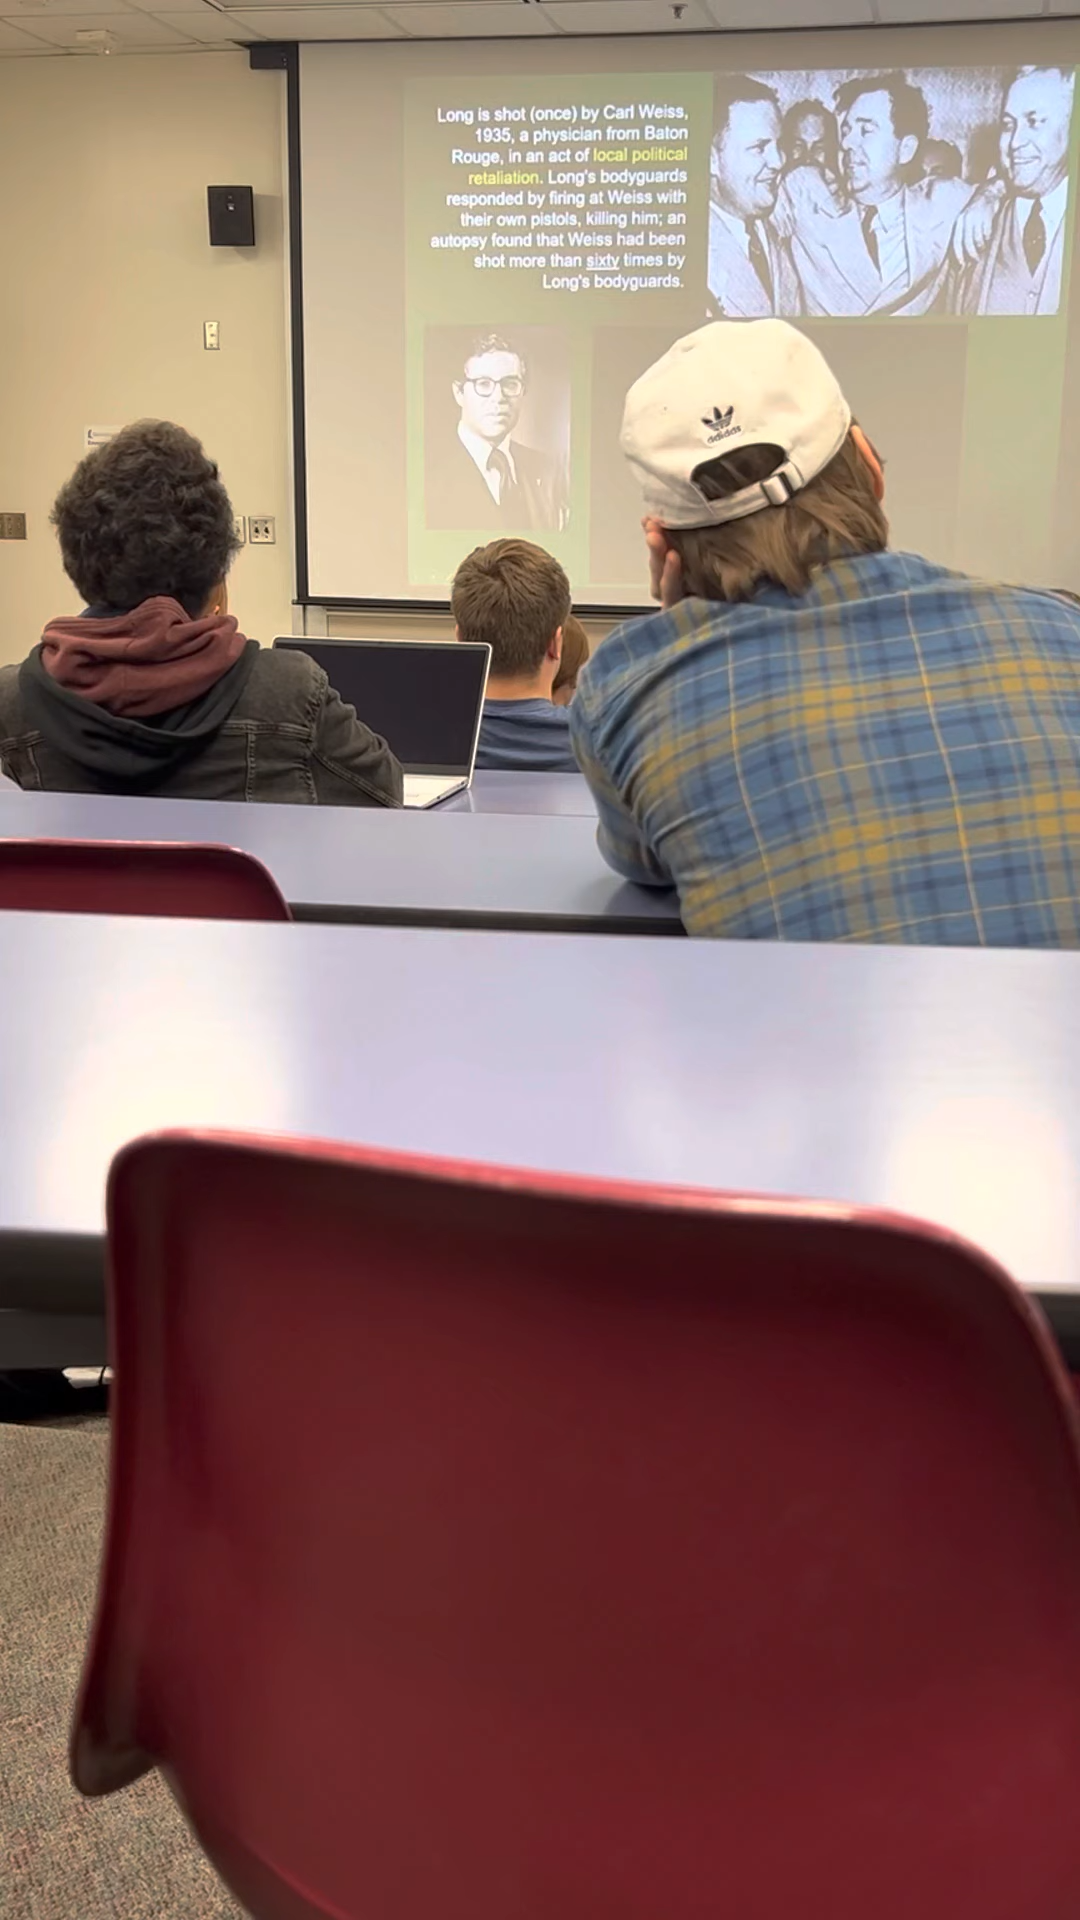 Long is shot (once) by Carl Weiss,
1935, a physician from Baton
Rouge, in an act of local political
retaliation. Long's bodyguards
responded by firing at Weiss with
their own pistols, killing him; an
autopsy found that Weiss had been
shot more than sixty times by
Long's bodyguards.
adidas